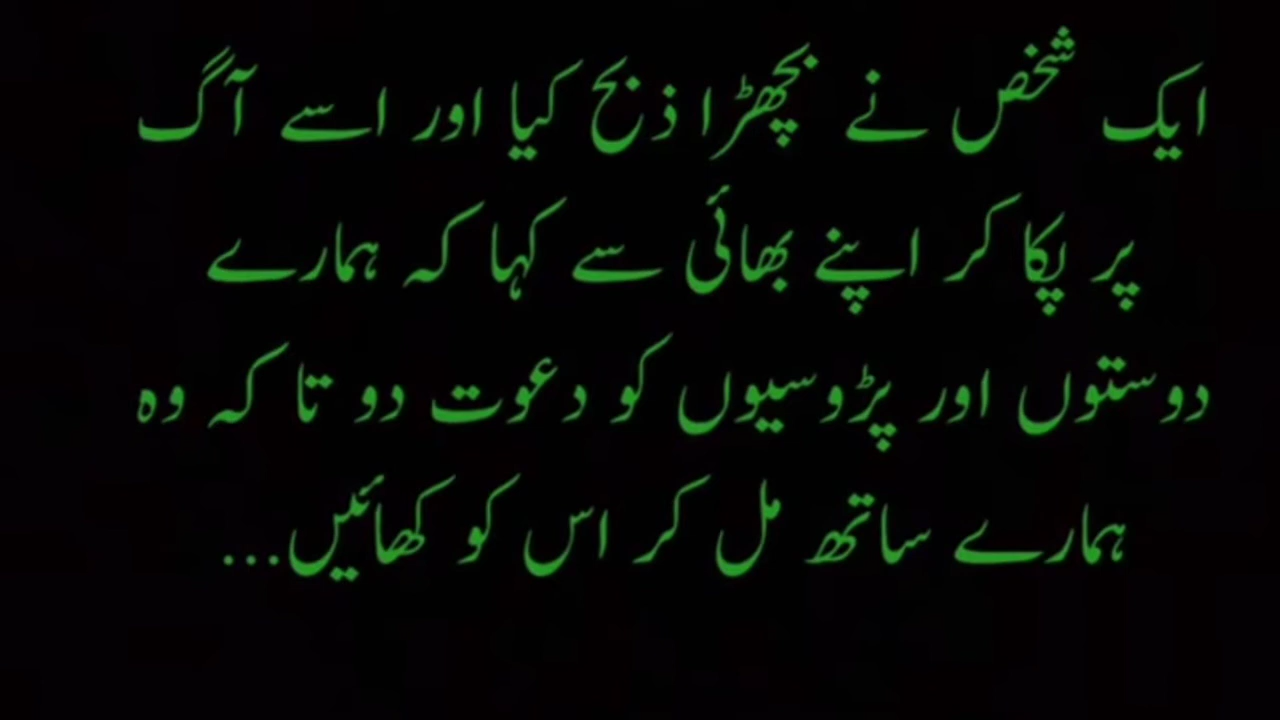 ایک شخص نے بچھڑا ذبح کیا اور اسے آگ
پر پکا کر اپنے بھائی سے کہا کہ ہمارے
دوستوں اور پڑوسیوں کو دعوت دو تا کہ وہ
ہمارے ساتھ مل کر اس کو کھائیں...